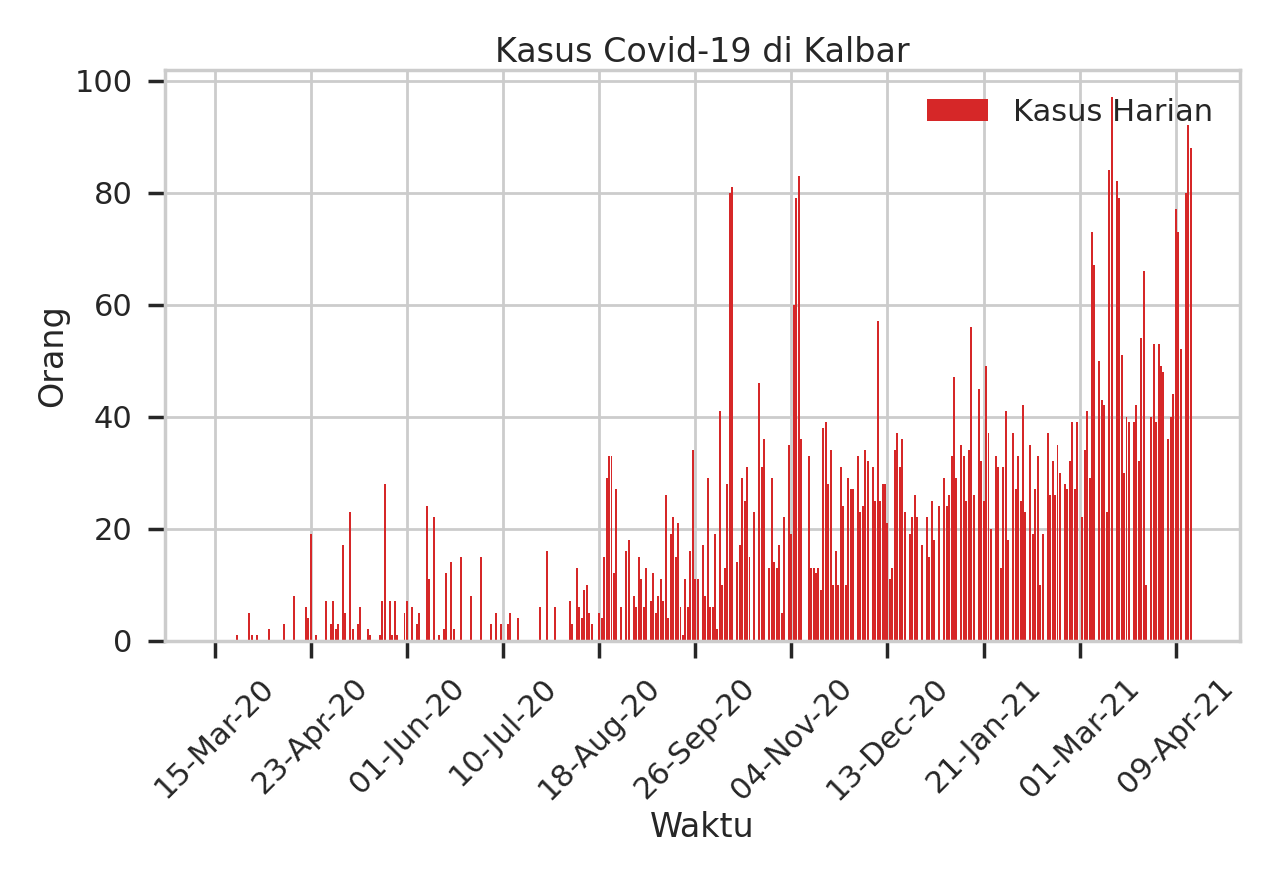 Kasus Covid-19 di Kalbar
100
80
60
40
20
0
Orang
Kasus Harian
15-Mar-20
23-Apr-20
01-Jun-20
10-Jul-20
18-Aug-20
26-Sep-20
04-Nov-20
13-Dec-20
21-Jan-21
01-Mar-21
09-Apr-21
Waktu